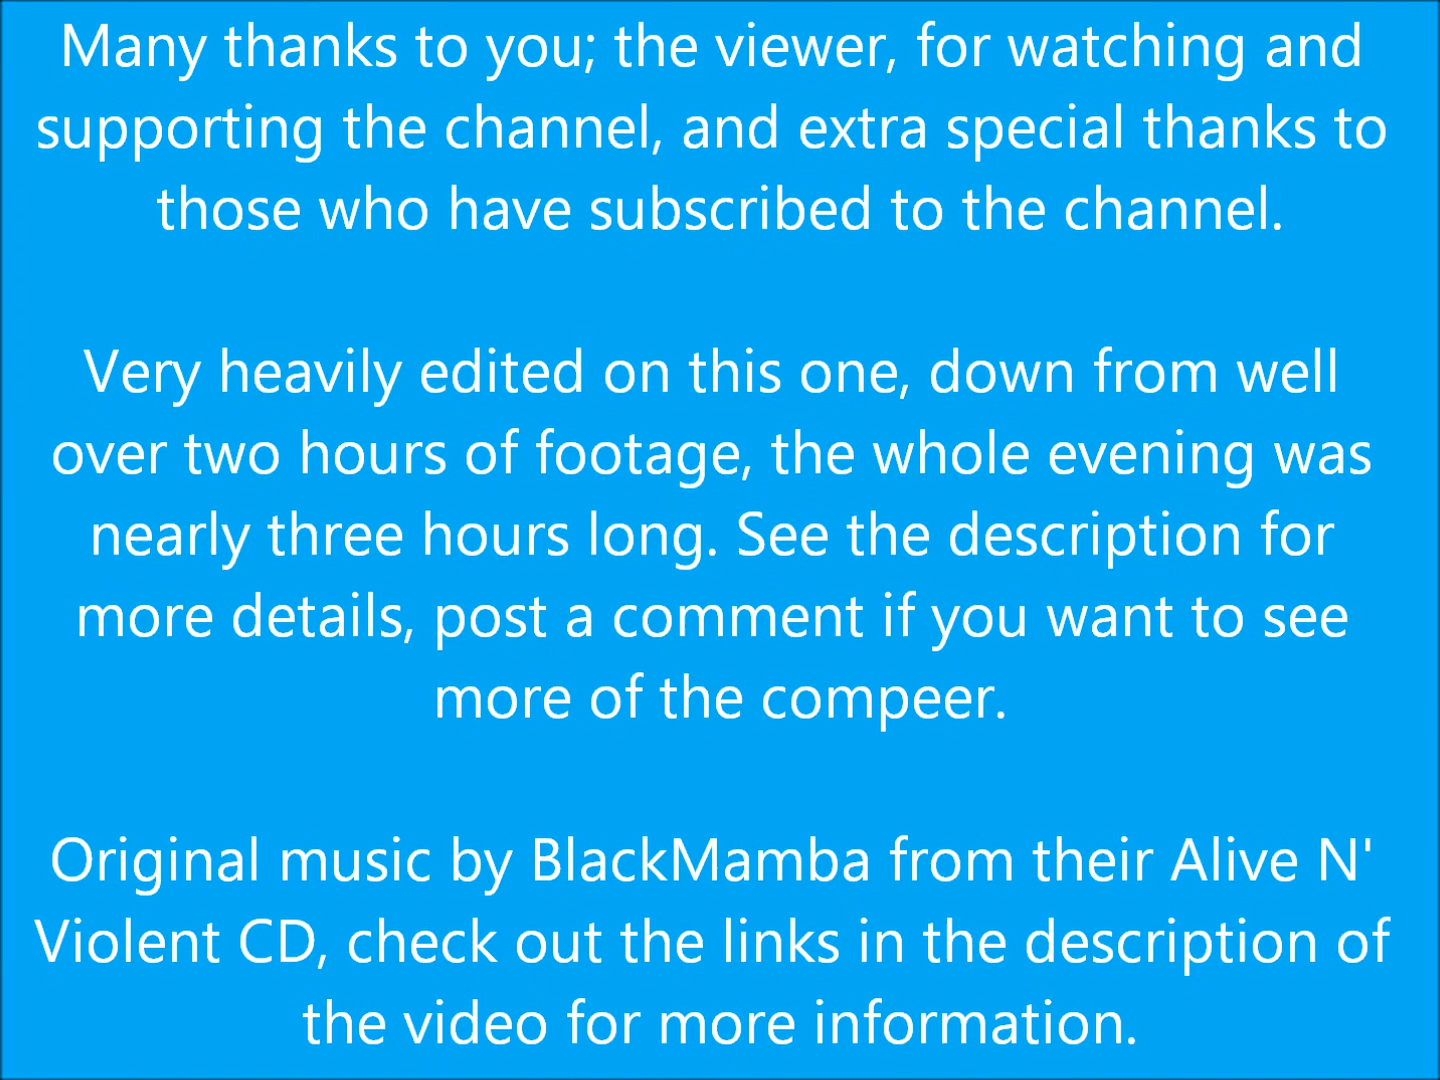 Many thanks to you; the viewer, for watching and
supporting the channel, and extra special thanks to
those who have subscribed to the channel.
Very heavily edited on this one, down from well
over two hours of footage, the whole evening was
nearly three hours long. See the description for
more details, post a comment if you want to see
more of the compeer.
Original music by BlackMamba from their Alive N'
Violent CD, check out the links in the description of
the video for more information.